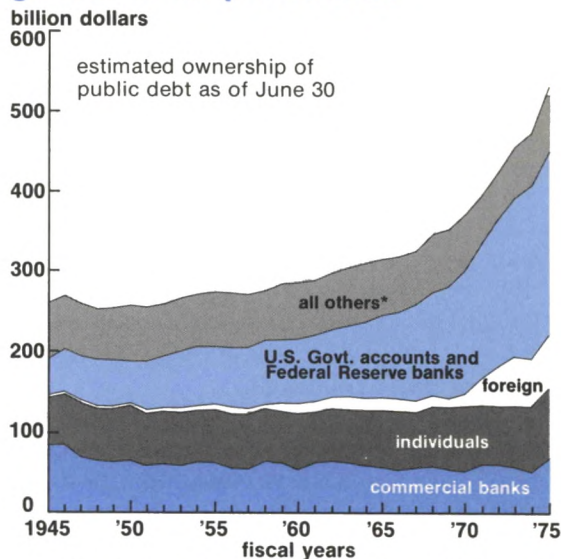 billion dollars
600
estimated ownership of
public debt as of June 30
500
400
300
all others*
200
U.S. Govt. accounts and
Federal Reserve banks
foreign
100
individuals
commercial banks
0
1945 '50 '55 '60 '65 '70 '75
fiscal years